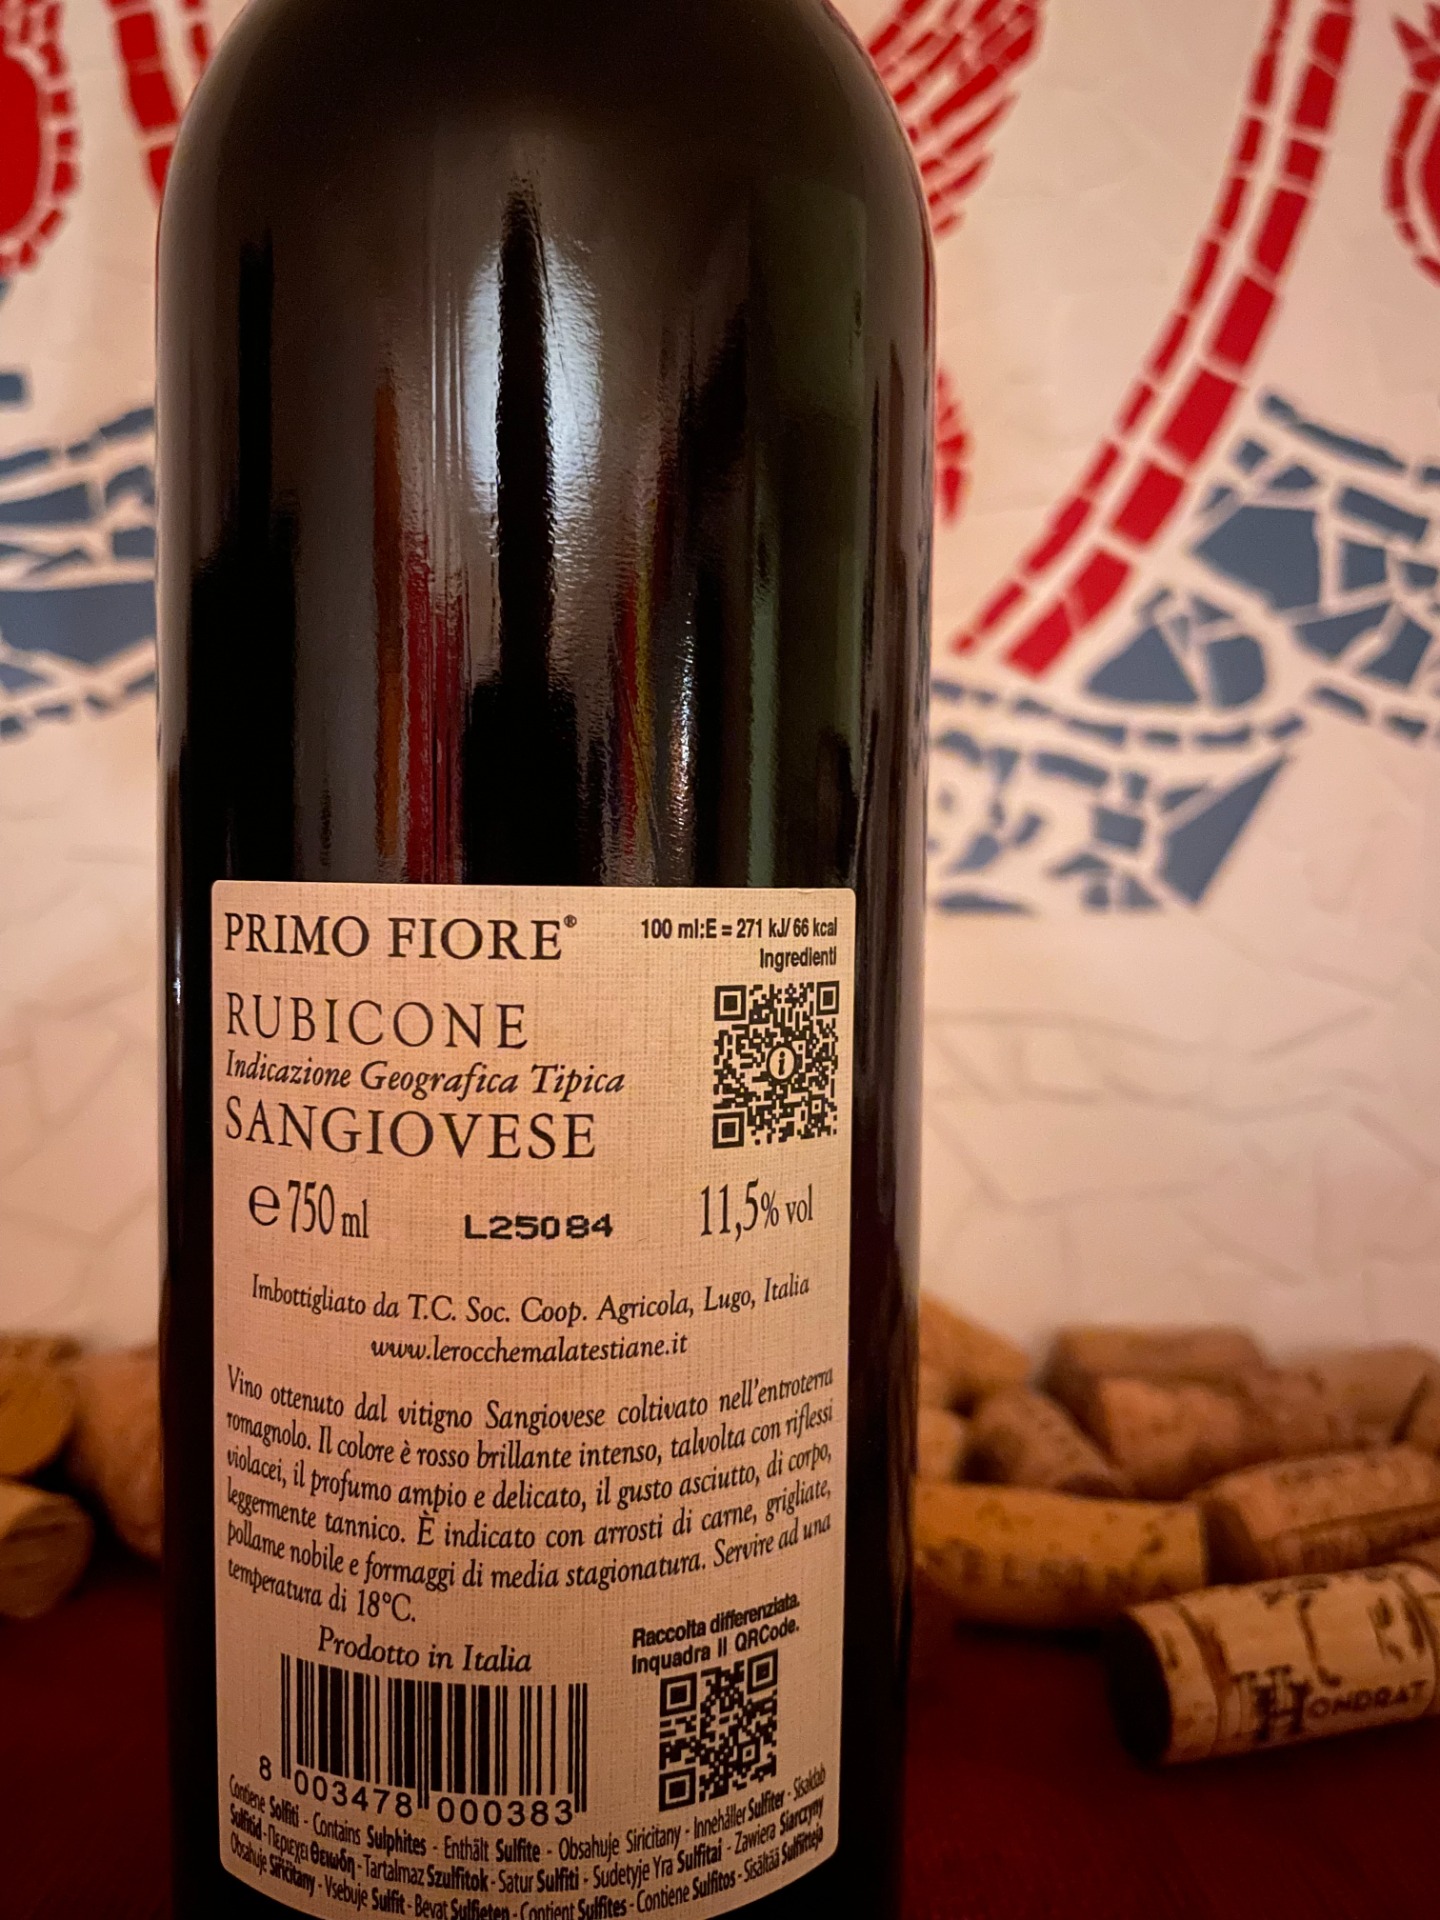 PRIMO FIORE®
100 ml:E = 271 kJ/ 66 kcal
Ingredienti
RUBICONE
Indicazione Geografica Tipica
SANGIOVESE
i
e 750 ml
L25084
11,5% vol
Imbottigliato da T.C. Soc. Coop. Agricola, Lugo, Italia
www.lerocchemalatestiane.it
Vino ottenuto dal vitigno Sangiovese coltivato nell'entroterra
romagnolo. Il colore è rosso brillante intenso, talvolta con riflessi
violacei, il profumo ampio e delicato, il gusto asciutto, di corpo,
leggermente tannico. È indicato con arrosti di carne, grigliate,
pollame nobile e formaggi di media stagionatura. Servire ad una
temperatura di 18°C.
Prodotto in Italia
Raccolta differenziata.
Inquadra Il QRCode.
8 003478 000383
Contiene Solfiti - Contains Sulphites - Enthält Sulfite - Obsahuje Siricitany - Innehåller Sulfiter - Sisaldab
Sulfitid - Περιεχει Θειωδη - Tartalmaz Szulfitok - Satur Sulfiti - Sudetyje Yra Sulfitai - Zawiera Siarczyny
Obsahuje Siričitany - Vsebuje Sulfit - Bevat Sulfieten - Contient Sulfites - Contiene Sulfitos - Sisältää Sulfiitteja
HONDRAT